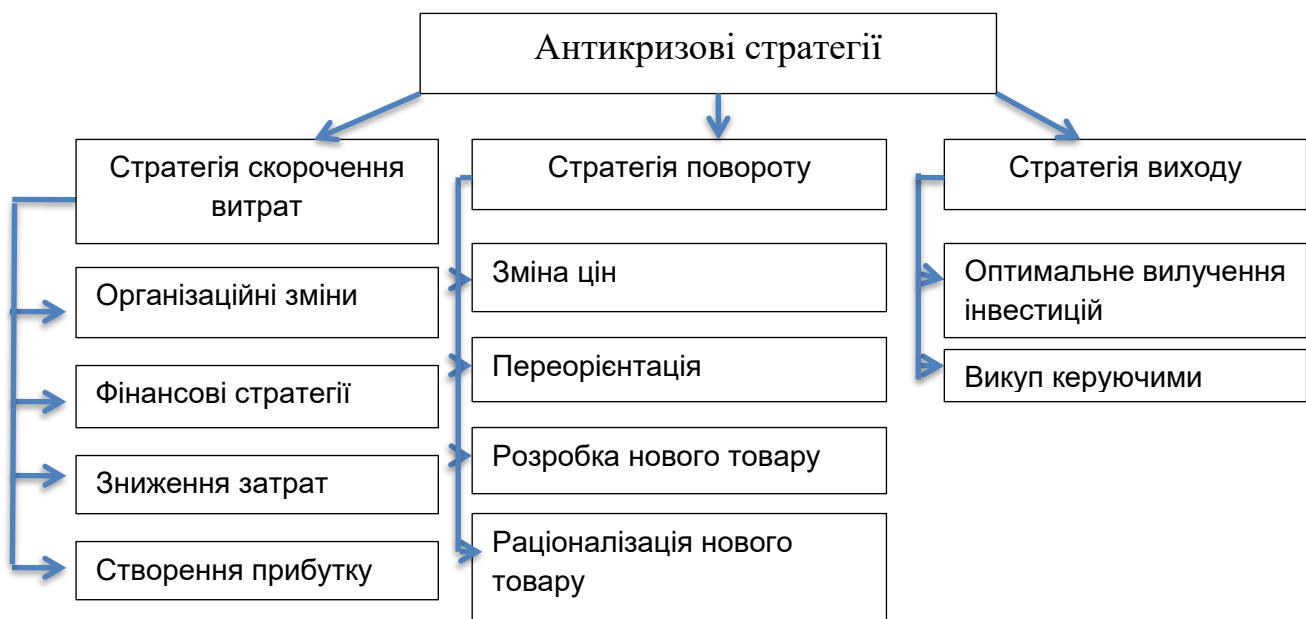 Антикризові стратегії
Стратегія скорочення
витрат
Організаційні зміни
Фінансові стратегії
Зниження затрат
Створення прибутку
Стратегія повороту
Зміна цін
Переорієнтація
Розробка нового товару
Раціоналізація нового
товару
Стратегія виходу
Оптимальне вилучення
інвестицій
Викуп керуючими